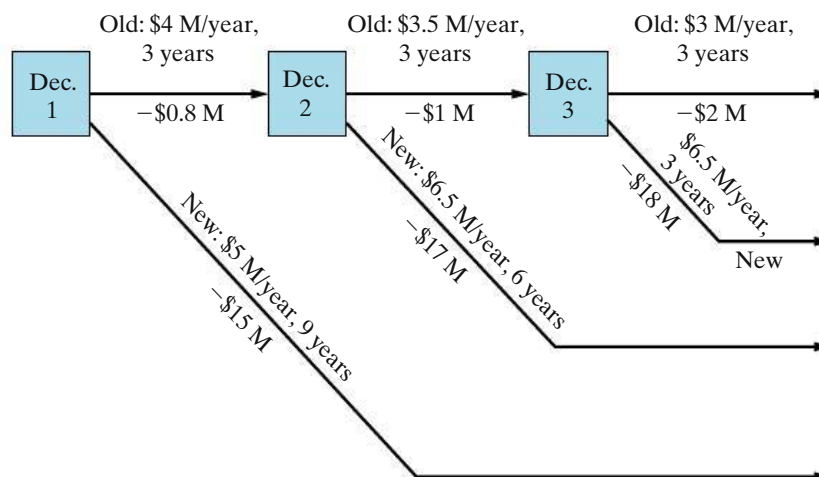 Old: $4 M/year,
3 years
Old: $3.5 M/year,
3 years
Old: $3 M/year,
3 years
Dec.
1
Dec.
2
Dec.
3
−$0.8 M
−$1 M
−$2 M
New: $5 M/year, 9 years
−$15 M
New: $6.5 M/year, 6 years
−$17 M
$6.5 M/year,
3 years
−$18 M
New